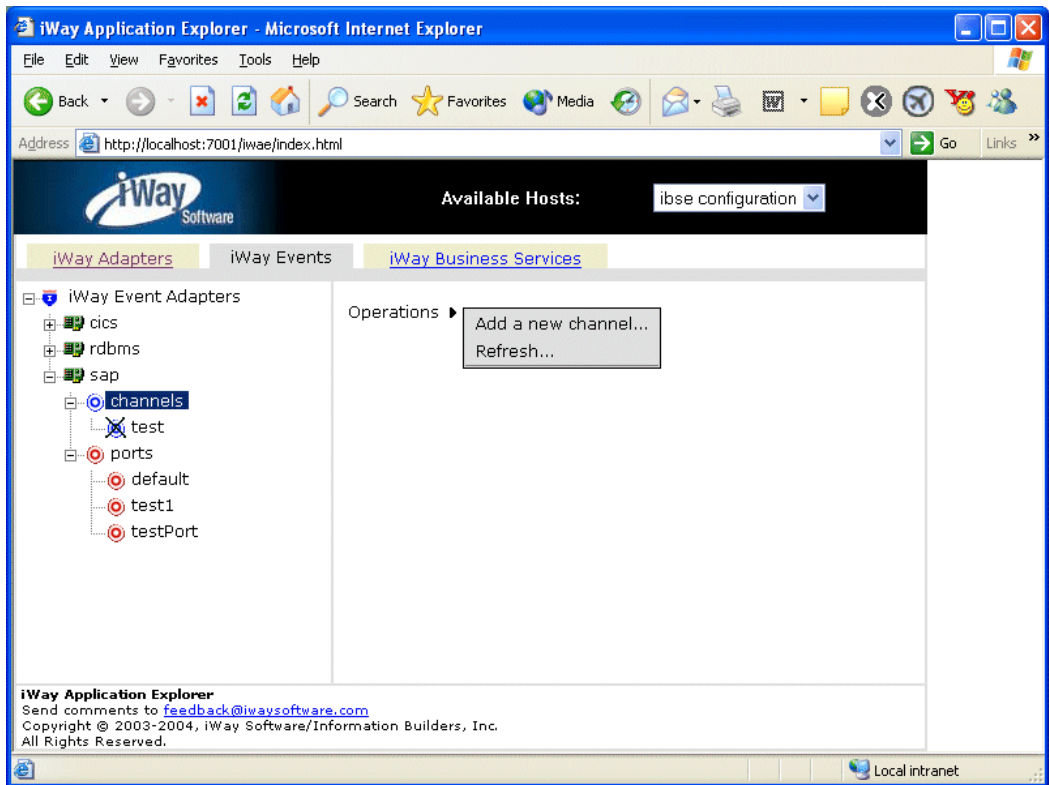 iWay Application Explorer - Microsoft Internet Explorer
File Edit View Favorites Tools Help
Back Search Favorites Media
Address http://localhost:7001/iwae/index.html Go Links »
iWay Software Available Hosts: ibse configuration
iWay Adapters iWay Events iWay Business Services
iWay Event Adapters
Operations
Add a new channel...
Refresh...
cics
rdbms
sap
channels
test
ports
default
test1
testPort
iWay Application Explorer
Send comments to feedback@iwaysoftware.com
Copyright © 2003-2004, iWay Software/Information Builders, Inc.
All Rights Reserved.
Local intranet